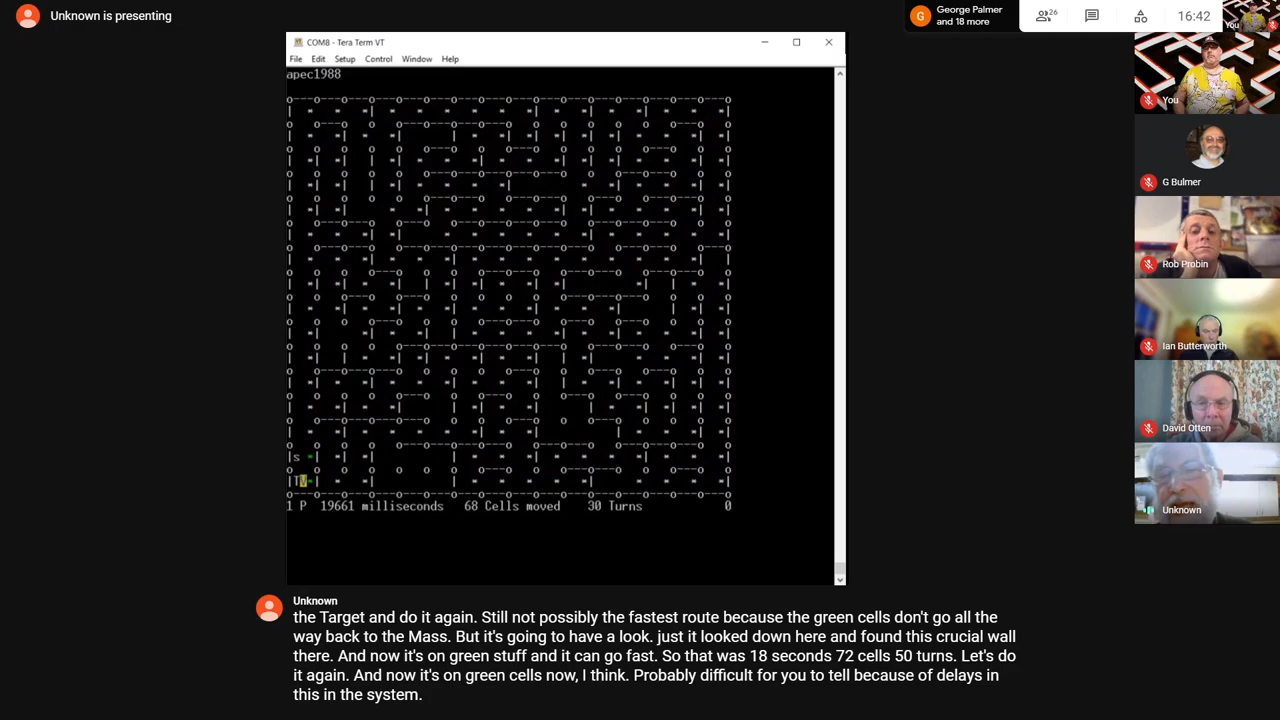 Unknown is presenting
George Palmer
and 18 more
26
16:42
You
COM8 - Tera Term VT
File Edit Setup Control Window Help
apec1988
You
G Bulmer
Rob Probin
Ian Butterworth
David Otten
Unknown
|s *|
|TV*|
1 P 19661 milliseconds 68 Cells moved 30 Turns 0
Unknown
the Target and do it again. Still not possibly the fastest route because the green cells don't go all the
way back to the Mass. But it's going to have a look. just it looked down here and found this crucial wall
there. And now it's on green stuff and it can go fast. So that was 18 seconds 72 cells 50 turns. Let's do
it again. And now it's on green cells now, I think. Probably difficult for you to tell because of delays in
this in the system.